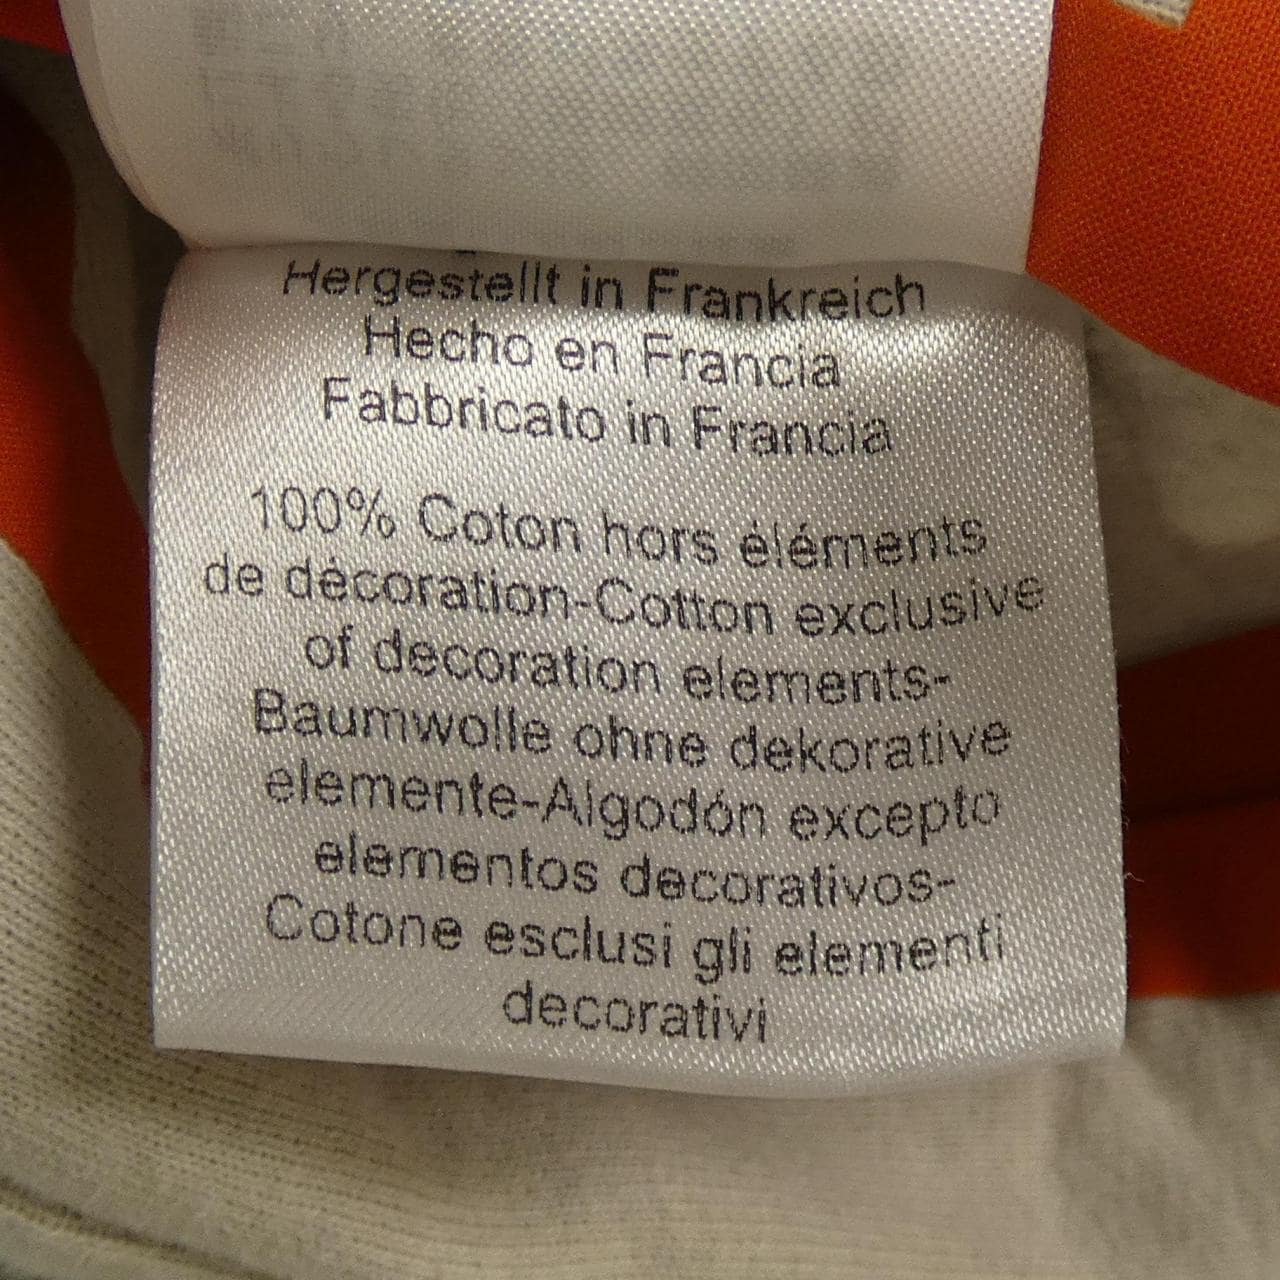 Hergestellt in Frankreich
Hecho en Francia
Fabbricato in Francia
100% Coton hors éléments
de décoration-Cotton exclusive
of decoration elements-
Baumwolle ohne dekorative
elemente-Algodón excepto
elementos decorativos-
Cotone esclusi gli elementi
decorativi